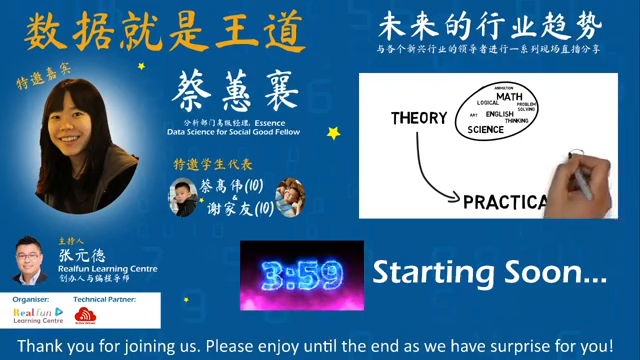 数据就是王道
未来的行业趋势
与各个新兴行业的领导者进行一系列现场直播分享
特邀嘉宾
蔡蕙襄
分析部门高级经理, Essence
Data Science for Social Good Fellow
特邀学生代表
蔡高伟(10)
&
谢家友(10)
THEORY
ANIMATION
MATH
LOGICAL
PROBLEM
SOLVING
ART
ENGLISH
THINKING
SCIENCE
PRACTICA
主持人
张元德
Realfun Learning Centre
创办人与编程导师
3:59
Starting Soon...
Organiser:
Technical Partner:
Realfun
Learning Centre
Thank you for joining us. Please enjoy until the end as we have surprise for you!